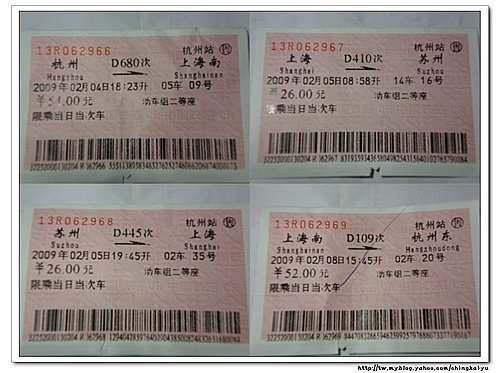 13R062966 杭州站 售
杭州 D680次 上海南
Hangzhou Shanghainan
2009年02月04日18:23开 05车 09号
￥54.00元 动车组二等座
限乘当日当次车
13R062967 杭州站 售
上海 D410次 苏州
Shanghai Suzhou
2009年02月05日08:58开 14车 16号
￥26.00元 动车组二等座
限乘当日当次车
13R062968 杭州站 售
苏州 D445次 上海
Suzhou Shanghai
2009年02月05日19:45开 02车 35号
￥26.00元 动车组二等座
限乘当日当次车
13R062969 杭州站 售
上海南 D109次 杭州东
Shanghainan Hangzhoudong
2009年02月08日15:45开 02车 20号
￥52.00元 动车组二等座
限乘当日当次车
http://tw.myblog.yahoo.com/chingkaiyu